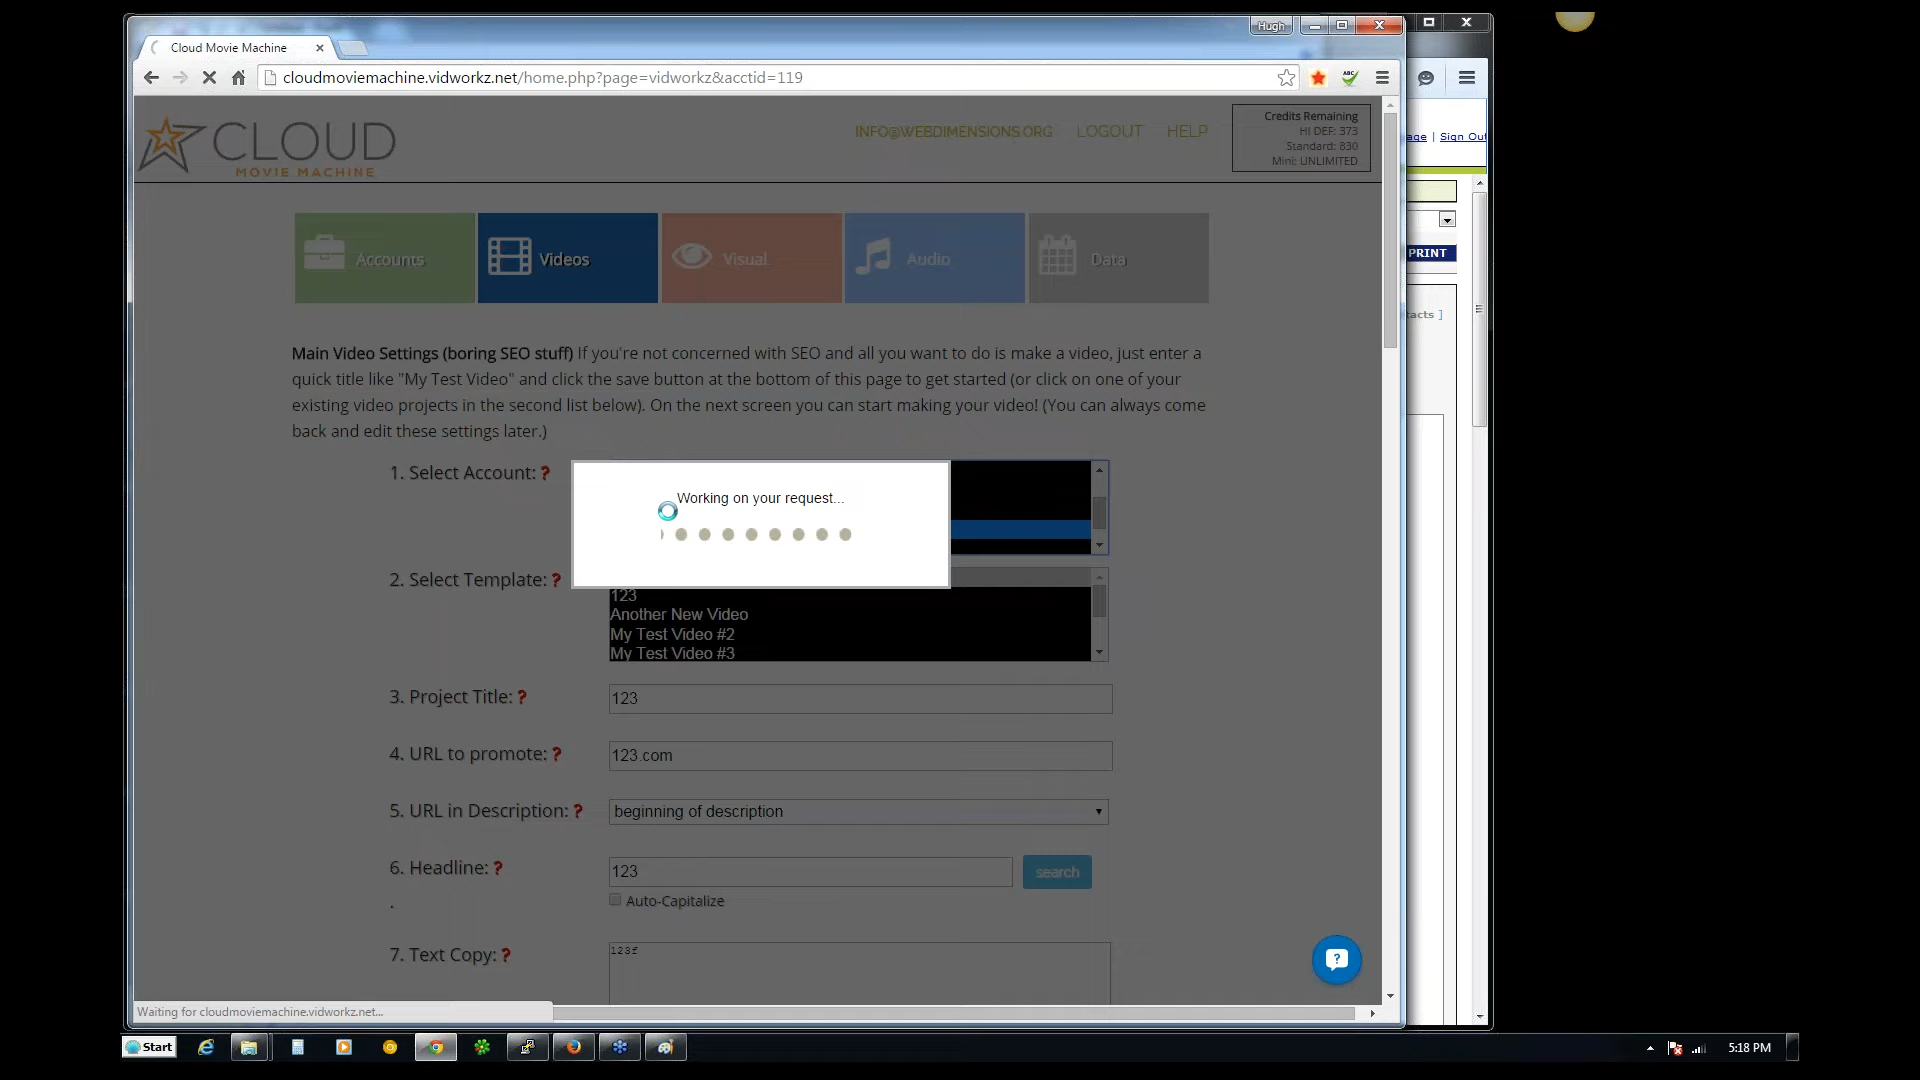 Hugh
Cloud Movie Machine
cloudmoviemachine.vidworkz.net/home.php?page=vidworkz&acctid=119
CLOUD
MOVIE MACHINE
INFO@WEBDIMENSIONS.ORG LOGOUT HELP
Credits Remaining
HI DEF: 373
Standard: 830
Mini: UNLIMITED
age | Sign Out
Accounts
Videos
Visual
Audio
Data
PRINT
tacts ]
Main Video Settings (boring SEO stuff) If you're not concerned with SEO and all you want to do is make a video, just enter a
quick title like "My Test Video" and click the save button at the bottom of this page to get started (or click on one of your
existing video projects in the second list below). On the next screen you can start making your video! (You can always come
back and edit these settings later.)
1. Select Account: ?
Working on your request...
2. Select Template: ?
123
Another New Video
My Test Video #2
My Test Video #3
3. Project Title: ?
123
4. URL to promote: ?
123.com
5. URL in Description: ?
beginning of description
6. Headline: ?
123
search
.
Auto-Capitalize
7. Text Copy: ?
123f
Waiting for cloudmoviemachine.vidworkz.net...
Start
5:18 PM